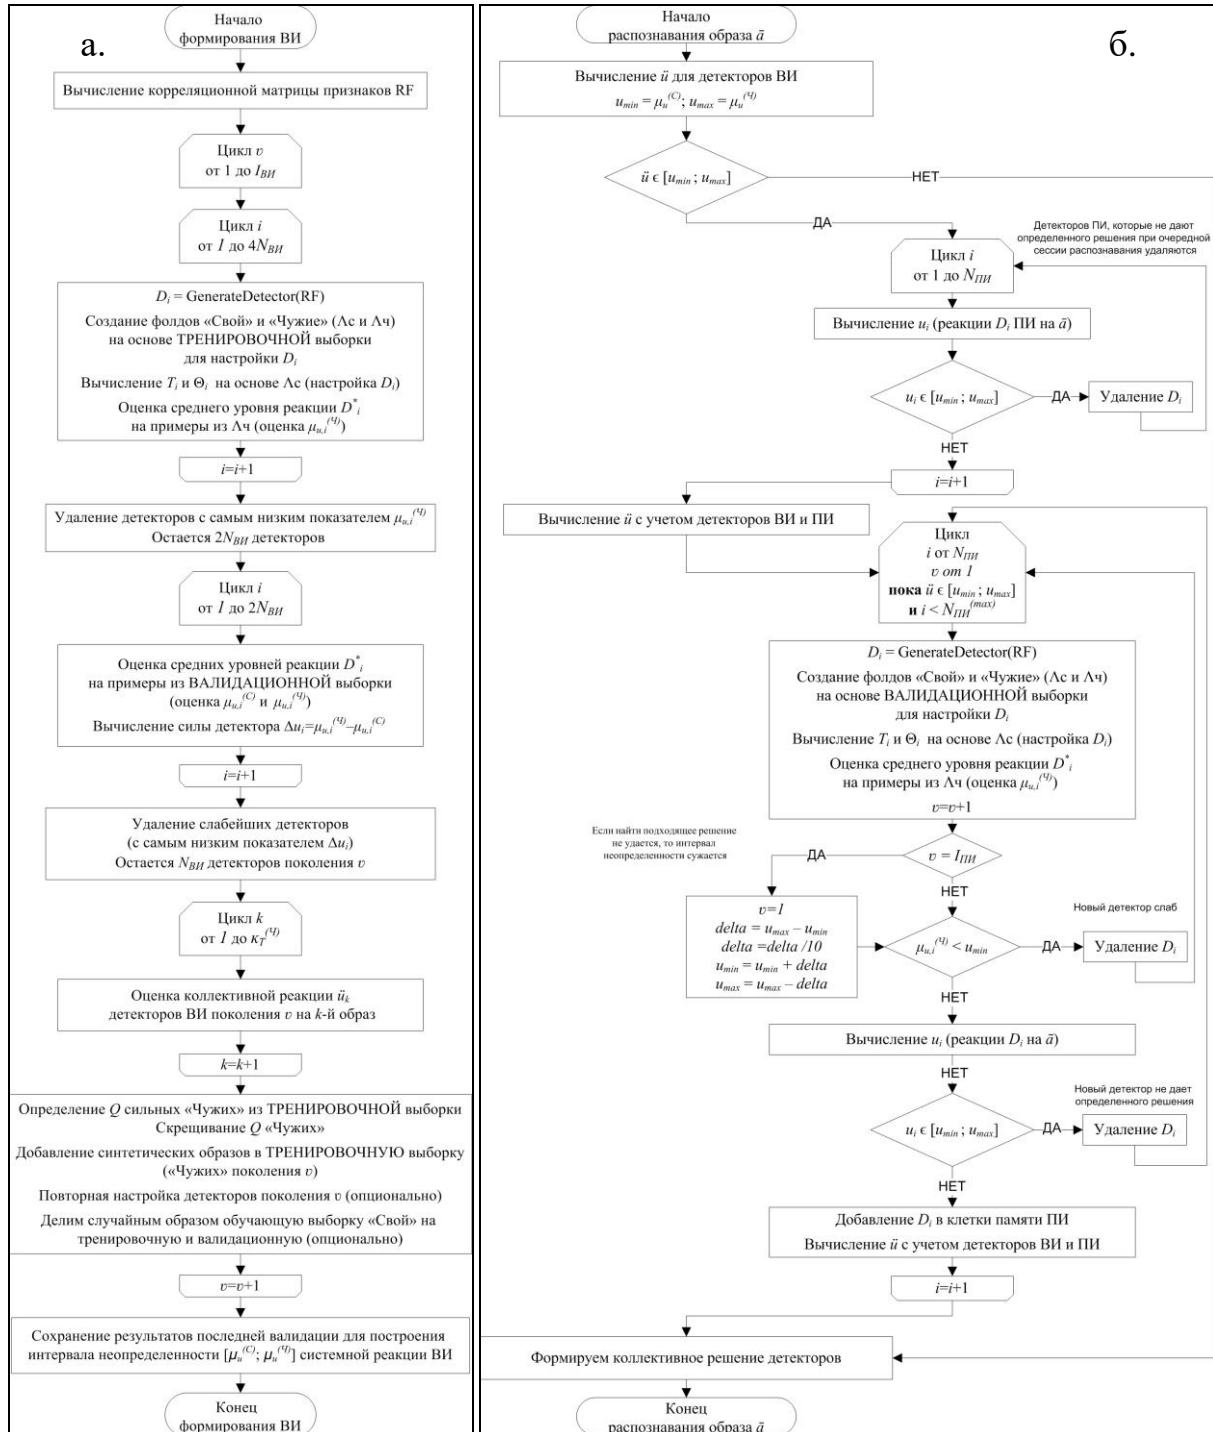 а.
Начало
формирования ВИ
Вычисление корреляционной матрицы признаков RF
Цикл υ
от 1 до I_ВИ
Цикл i
от 1 до 4N_ВИ
D_i = GenerateDetector(RF)
Создание фолдов «Свой» и «Чужие» (Λс и Λч)
на основе ТРЕНИРОВОЧНОЙ выборки
для настройки D_i
Вычисление T_i и Θ_i на основе Λс (настройка D_i)
Оценка среднего уровня реакции D^*_i
на примеры из Λч (оценка μ_{u,i}^{(Ч)})
i=i+1
Удаление детекторов с самым низким показателем μ_{u,i}^{(Ч)}
Остается 2N_ВИ детекторов
Цикл i
от 1 до 2N_ВИ
Оценка средних уровней реакции D^*_i
на примеры из ВАЛИДАЦИОННОЙ выборки
(оценка μ_{u,i}^{(С)} и μ_{u,i}^{(Ч)})
Вычисление силы детектора Δu_i=μ_{u,i}^{(Ч)}–μ_{u,i}^{(С)}
i=i+1
Удаление слабейших детекторов
(с самым низким показателем Δu_i)
Остается N_ВИ детекторов поколения υ
Цикл k
от 1 до κ_T^{(Ч)}
Оценка коллективной реакции ü_k
детекторов ВИ поколения υ на k-й образ
k=k+1
Определение Q сильных «Чужих» из ТРЕНИРОВОЧНОЙ выборки
Скрещивание Q «Чужих»
Добавление синтетических образов в ТРЕНИРОВОЧНУЮ выборку
(«Чужих» поколения υ)
Повторная настройка детекторов поколения υ (опционально)
Делим случайным образом обучающую выборку «Свой» на
тренировочную и валидационную (опционально)
υ=υ+1
Сохранение результатов последней валидации для построения
интервала неопределенности [μ_u^{(С)}; μ_u^{(Ч)}] системной реакции ВИ
Конец
формирования ВИ
б.
Начало
распознавания образа ā
Вычисление ü для детекторов ВИ
u_min = μ_u^{(С)}; u_max = μ_u^{(Ч)}
ü ϵ [u_min ; u_max]
НЕТ
ДА
Детекторов ПИ, которые не дают
определенного решения при очередной
сессии распознавания удаляются
Цикл i
от 1 до N_ПИ
Вычисление u_i (реакции D_i ПИ на ā)
u_i ϵ [u_min ; u_max]
ДА
Удаление D_i
НЕТ
i=i+1
Вычисление ü с учетом детекторов ВИ и ПИ
Цикл
i от N_ПИ
υ от 1
пока ü ϵ [u_min ; u_max]
и i < N_ПИ^{(max)}
D_i = GenerateDetector(RF)
Создание фолдов «Свой» и «Чужие» (Λс и Λч)
на основе ВАЛИДАЦИОННОЙ выборки
для настройки D_i
Вычисление T_i и Θ_i на основе Λс (настройка D_i)
Оценка среднего уровня реакции D^*_i
на примеры из Λч (оценка μ_{u,i}^{(Ч)})
υ=υ+1
Если найти подходящее решение
не удается, то интервал
неопределенности сужается
ДА
υ = I_ПИ
НЕТ
υ=1
delta = u_max – u_min
delta =delta /10
u_min = u_min + delta
u_max = u_max – delta
μ_{u,i}^{(Ч)} < u_min
ДА
Новый детектор слаб
Удаление D_i
НЕТ
Вычисление u_i (реакции D_i на ā)
НЕТ
Новый детектор не дает
определенного решения
u_i ϵ [u_min ; u_max]
ДА
Удаление D_i
НЕТ
Добавление D_i в клетки памяти ПИ
Вычисление ü с учетом детекторов ВИ и ПИ
i=i+1
Формируем коллективное решение детекторов
Конец
распознавания образа ā